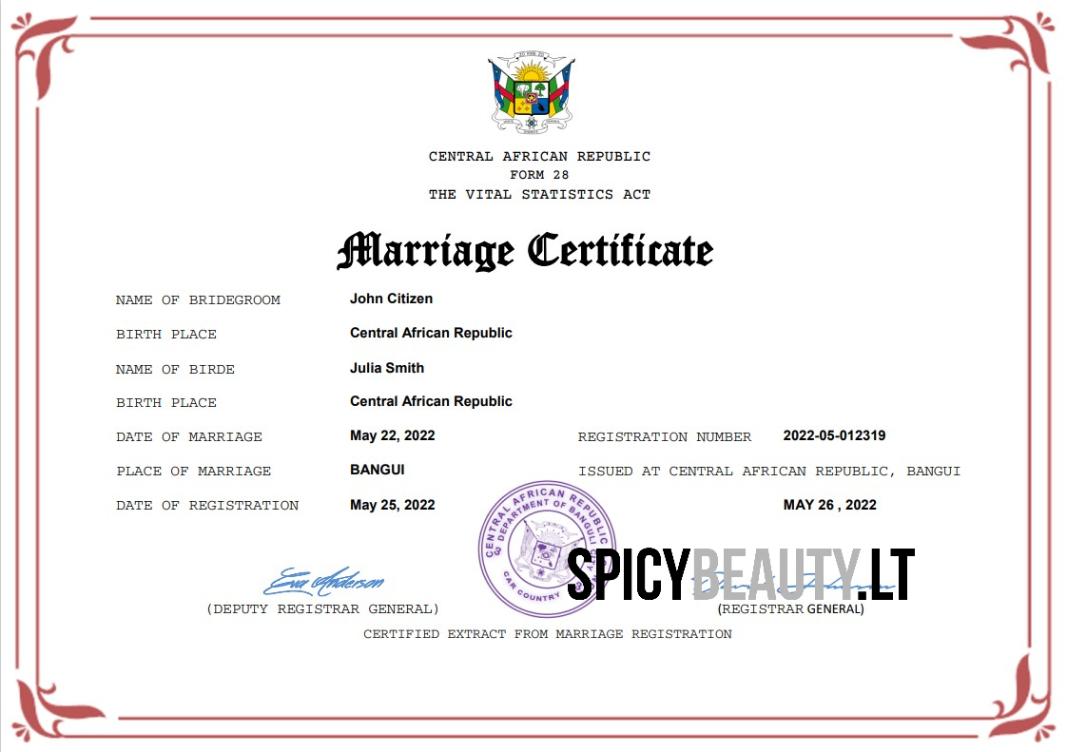 CENTRAL AFRICAN REPUBLIC
FORM 28
THE VITAL STATISTICS ACT
Marriage Certificate
NAME OF BRIDEGROOM John Citizen
BIRTH PLACE Central African Republic
NAME OF BIRDE Julia Smith
BIRTH PLACE Central African Republic
DATE OF MARRIAGE May 22, 2022 REGISTRATION NUMBER 2022-05-012319
PLACE OF MARRIAGE BANGUI ISSUED AT CENTRAL AFRICAN REPUBLIC, BANGUI
DATE OF REGISTRATION May 25, 2022 MAY 26 , 2022
CENTRAL AFRICAN REPUBLIC
DEPARTMENT OF BANGULI
CAR COUNTRY
SPICYBEAUTY.LT
Eva Anderson
(DEPUTY REGISTRAR GENERAL) (REGISTRAR GENERAL)
CERTIFIED EXTRACT FROM MARRIAGE REGISTRATION